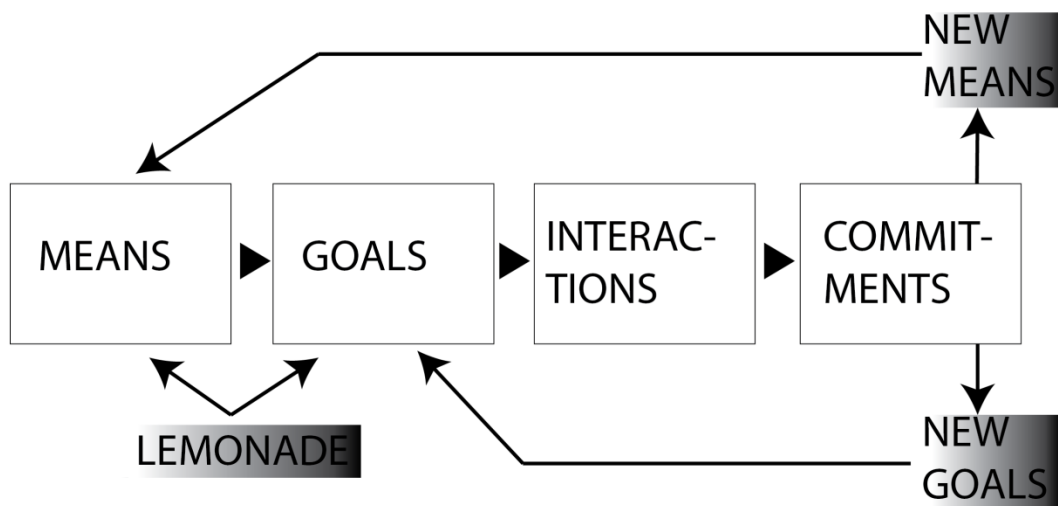 NEW
MEANS
MEANS
GOALS
INTERAC-
TIONS
COMMIT-
MENTS
LEMONADE
NEW
GOALS